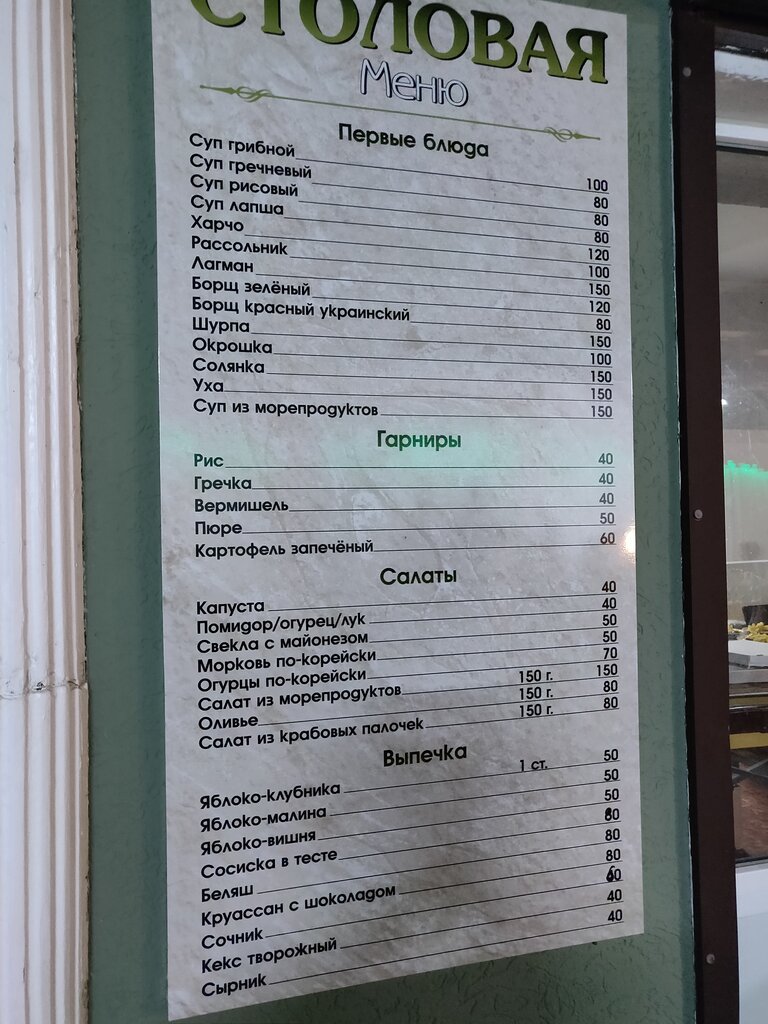 СТОЛОВАЯ
Меню
Первые блюда
Суп грибной 100
Суп гречневый 80
Суп рисовый 80
Суп лапша 80
Харчо 120
Рассольник 100
Лагман 150
Борщ зелёный 120
Борщ красный украинский 80
Шурпа 150
Окрошка 100
Солянка 150
Уха 150
Суп из морепродуктов 150
Гарниры
Рис 40
Гречка 40
Вермишель 40
Пюре 50
Картофель запечёный 60
Салаты
Капуста 40
Помидор/огурец/лук 40
Свекла с майонезом 50
Морковь по-корейски 50
Огурцы по-корейски 70
Салат из морепродуктов 150 г. 150
Оливье 150 г. 80
Салат из крабовых палочек 150 г. 80
Выпечка
Яблоко-клубника 1 ст. 50
Яблоко-малина 50
Яблоко-вишня 50
Сосиска в тесте 80
Беляш 80
Круассан с шоколадом 80
Сочник 60
Кекс творожный 40
Сырник 40